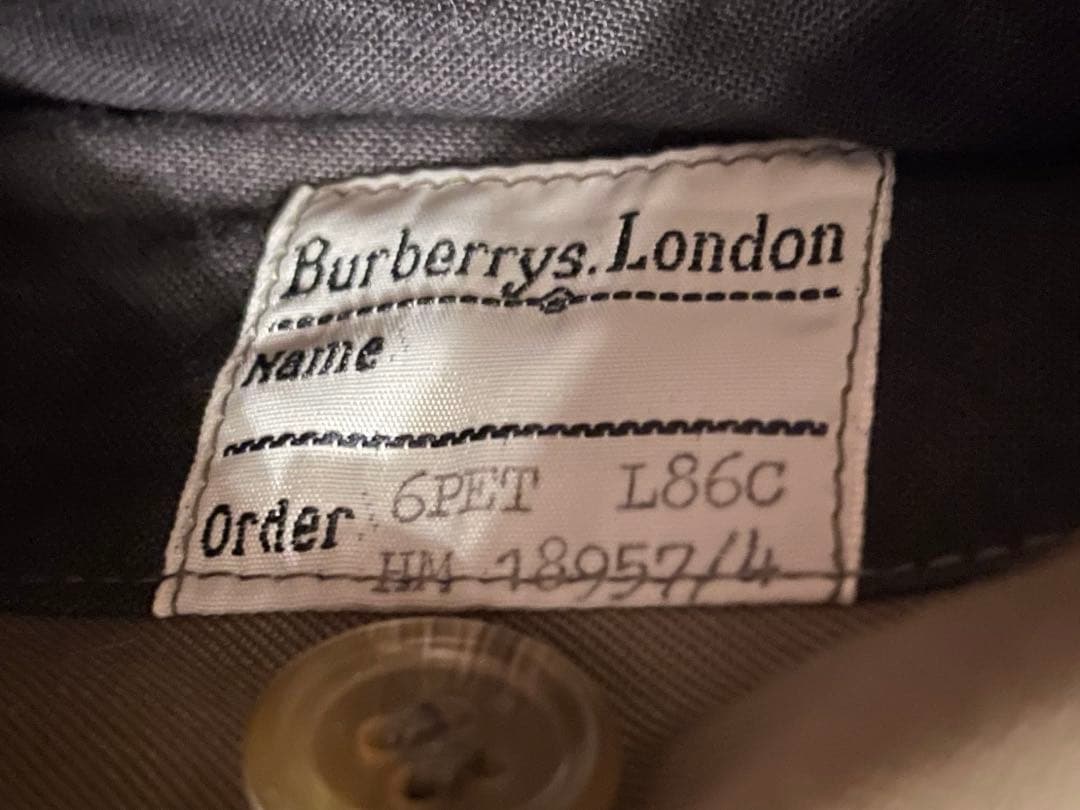 Burberrys. London
Name
Order 6PET L86C
HM 18957/4